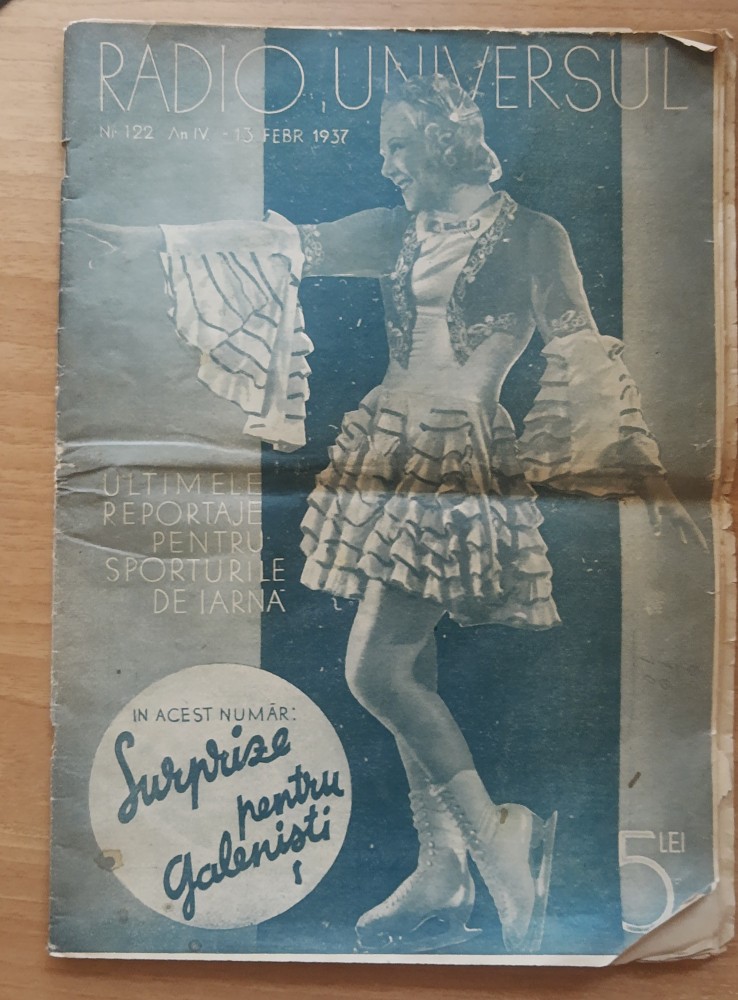 RADIO UNIVERSUL
Nr 122 An IV - 13 FEBR 1937
ULTIMELE
REPORTAJE
PENTRU
SPORTURILE
DE IARNA
IN ACEST NUMĂR:
Surprize
pentru
galeniști
5 LEI